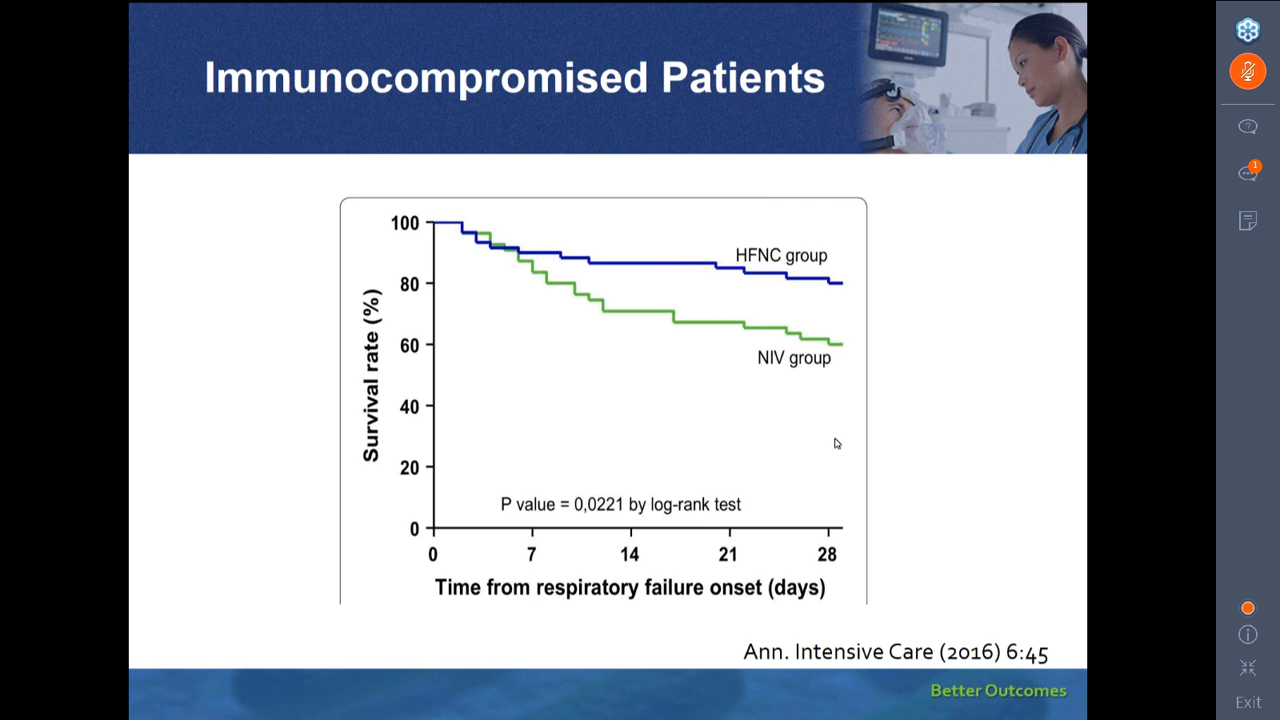 Immunocompromised Patients
100
80
60
40
20
0
Survival rate (%)
HFNC group
NIV group
P value = 0,0221 by log-rank test
0 7 14 21 28
Time from respiratory failure onset (days)
Ann. Intensive Care (2016) 6:45
Better Outcomes
?
1
Exit